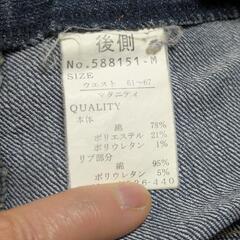 後側
No.588151-M
SIZE
ウエスト 61~67
マタニティ
QUALITY
本体
綿 78%
ポリエステル 21%
ポリウレタン 1%
リブ部分
綿 95%
ポリウレタン 5%
26-440